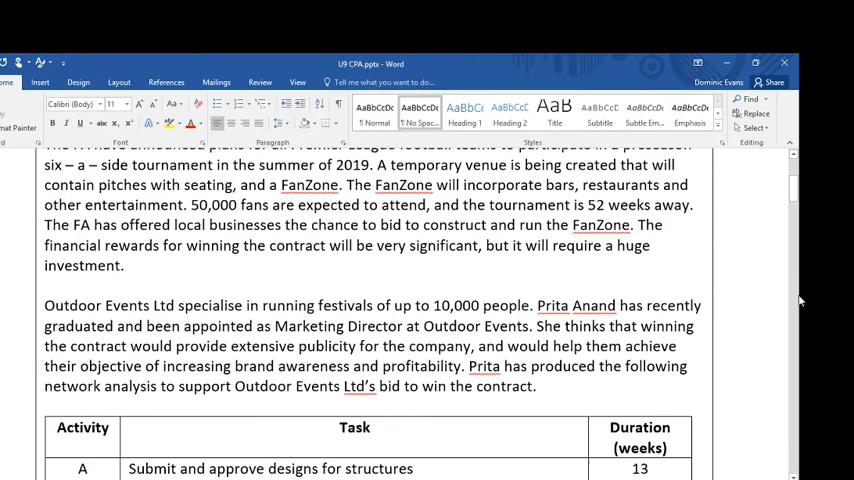 U9 CPA.pptx - Word
Insert Design Layout References Mailings Review View Tell me what you want to do... Dominic Evans Share
Calibri (Body) 11 Aa AaBbCcDc AaBbCcDc AaBbC AaBbCc AaB AaBbCcD AaBbCcDc AaBbCcDc Find
Replace
Format Painter B I U abc ¶ Normal ¶ No Spac... Heading 1 Heading 2 Title Subtitle Subtle Em... Emphasis Select
Font Paragraph Styles Editing
six – a – side tournament in the summer of 2019. A temporary venue is being created that will
contain pitches with seating, and a FanZone. The FanZone will incorporate bars, restaurants and
other entertainment. 50,000 fans are expected to attend, and the tournament is 52 weeks away.
The FA has offered local businesses the chance to bid to construct and run the FanZone. The
financial rewards for winning the contract will be very significant, but it will require a huge
investment.
Outdoor Events Ltd specialise in running festivals of up to 10,000 people. Prita Anand has recently
graduated and been appointed as Marketing Director at Outdoor Events. She thinks that winning
the contract would provide extensive publicity for the company, and would help them achieve
their objective of increasing brand awareness and profitability. Prita has produced the following
network analysis to support Outdoor Events Ltd's bid to win the contract.
Activity Task Duration
(weeks)
A Submit and approve designs for structures 13